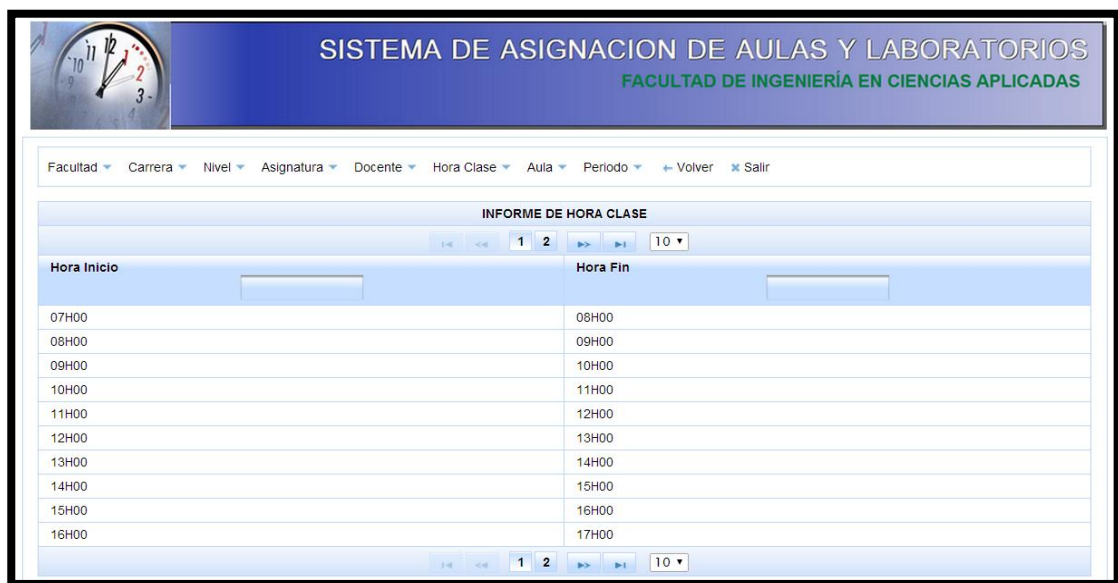 SISTEMA DE ASIGNACION DE AULAS Y LABORATORIOS
FACULTAD DE INGENIERÍA EN CIENCIAS APLICADAS
Facultad Carrera Nivel Asignatura Docente Hora Clase Aula Periodo Volver Salir
INFORME DE HORA CLASE
1 2 10
Hora Inicio Hora Fin
07H00 08H00
08H00 09H00
09H00 10H00
10H00 11H00
11H00 12H00
12H00 13H00
13H00 14H00
14H00 15H00
15H00 16H00
16H00 17H00
1 2 10